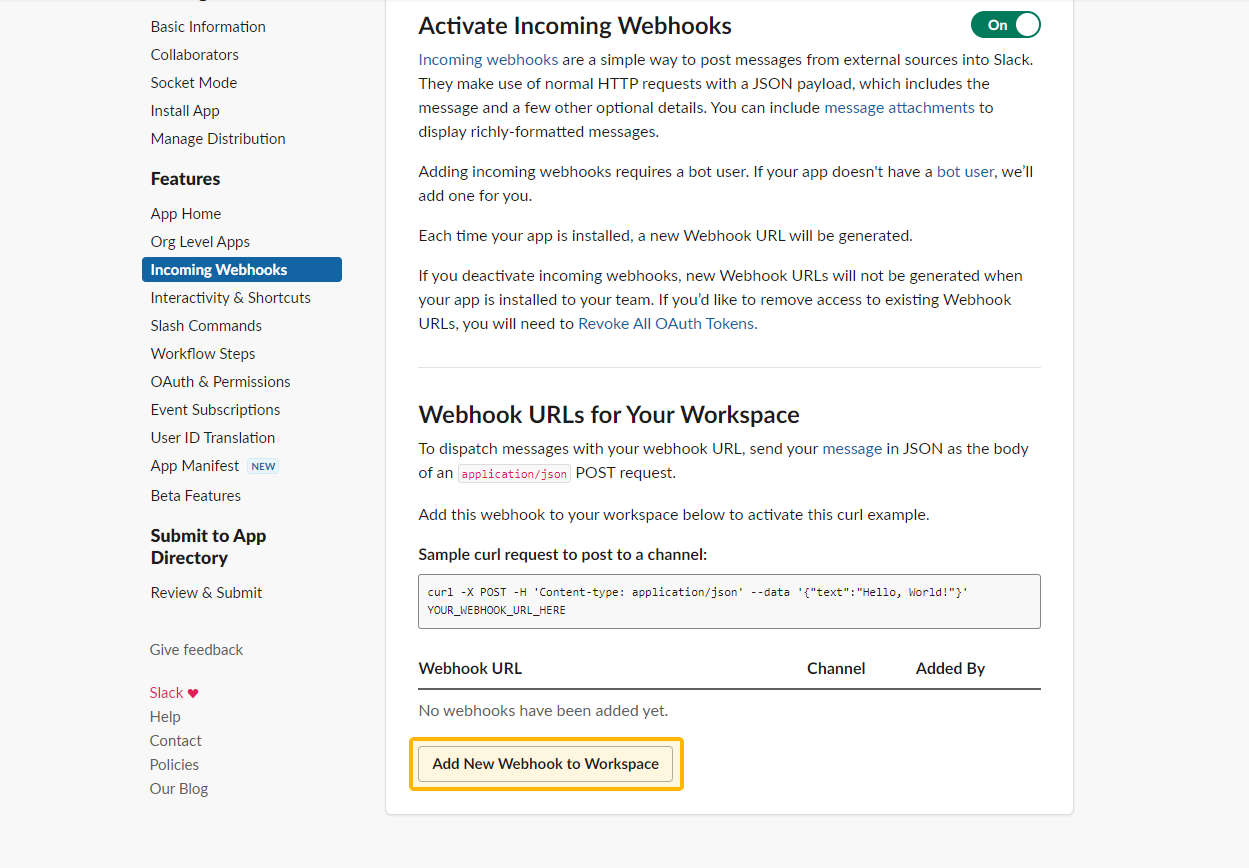 Basic Information
Collaborators
Socket Mode
Install App
Manage Distribution
Features
App Home
Org Level Apps
Incoming Webhooks
Interactivity & Shortcuts
Slash Commands
Workflow Steps
OAuth & Permissions
Event Subscriptions
User ID Translation
App Manifest NEW
Beta Features
Submit to App
Directory
Review & Submit
Give feedback
Slack ♥
Help
Contact
Policies
Our Blog
Activate Incoming Webhooks On
Incoming webhooks are a simple way to post messages from external sources into Slack.
They make use of normal HTTP requests with a JSON payload, which includes the
message and a few other optional details. You can include message attachments to
display richly-formatted messages.
Adding incoming webhooks requires a bot user. If your app doesn't have a bot user, we’ll
add one for you.
Each time your app is installed, a new Webhook URL will be generated.
If you deactivate incoming webhooks, new Webhook URLs will not be generated when
your app is installed to your team. If you’d like to remove access to existing Webhook
URLs, you will need to Revoke All OAuth Tokens.
Webhook URLs for Your Workspace
To dispatch messages with your webhook URL, send your message in JSON as the body
of an application/json POST request.
Add this webhook to your workspace below to activate this curl example.
Sample curl request to post to a channel:
curl -X POST -H 'Content-type: application/json' --data '{"text":"Hello, World!"}'
YOUR_WEBHOOK_URL_HERE
Webhook URL Channel Added By
No webhooks have been added yet.
Add New Webhook to Workspace